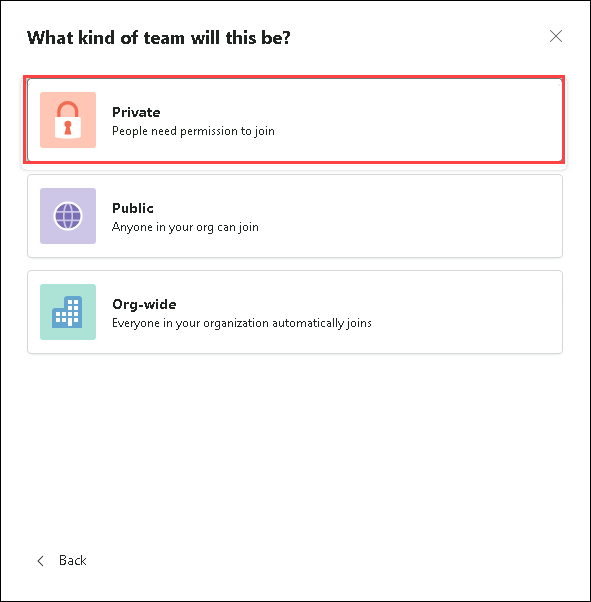 What kind of team will this be?
Private
People need permission to join
Public
Anyone in your org can join
Org-wide
Everyone in your organization automatically joins
Back